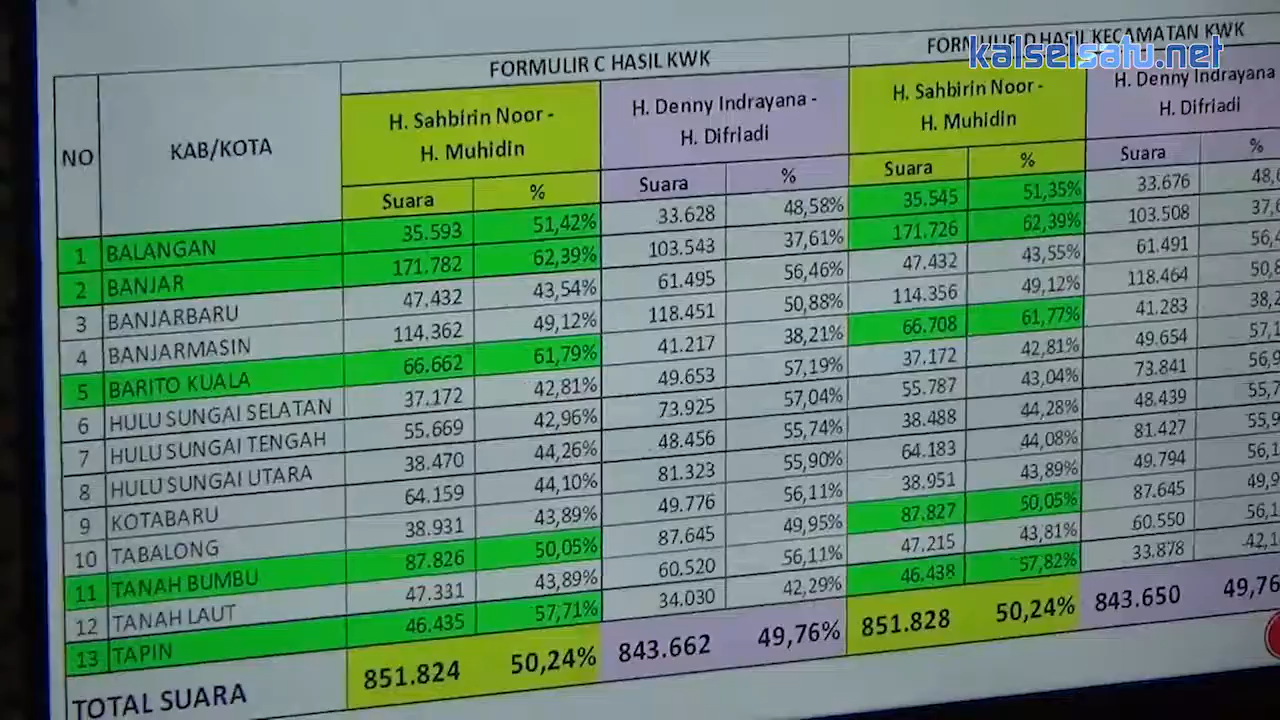 kalselsatu.net
FORMULIR C HASIL KWK FORMULIR D HASIL KECAMATAN KWK
NO KAB/KOTA H. Sahbirin Noor - H. Muhidin H. Denny Indrayana - H. Difriadi H. Sahbirin Noor - H. Muhidin H. Denny Indrayana H. Difriadi
Suara % Suara % Suara % Suara %
1 BALANGAN 35.593 51,42% 33.628 48,58% 35.545 51,35% 33.676
2 BANJAR 171.782 62,39% 103.543 37,61% 171.726 62,39% 103.508
3 BANJARBARU 47.432 43,54% 61.495 56,46% 47.432 43,55% 61.491
4 BANJARMASIN 114.362 49,12% 118.451 50,88% 114.356 49,12% 118.464
5 BARITO KUALA 66.662 61,79% 41.217 38,21% 66.708 61,77% 41.283
6 HULU SUNGAI SELATAN 37.172 42,81% 49.653 57,19% 37.172 42,81% 49.654
7 HULU SUNGAI TENGAH 55.669 42,96% 73.925 57,04% 55.787 43,04% 73.841
8 HULU SUNGAI UTARA 38.470 44,26% 48.456 55,74% 38.488 44,28% 48.439
9 KOTABARU 64.159 44,10% 81.323 55,90% 64.183 44,08% 81.427
10 TABALONG 38.931 43,89% 49.776 56,11% 38.951 43,89% 49.794
11 TANAH BUMBU 87.826 50,05% 87.645 49,95% 87.827 50,05% 87.645
12 TANAH LAUT 47.331 43,89% 60.520 56,11% 47.215 43,81% 60.550
13 TAPIN 46.435 57,71% 34.030 42,29% 46.438 57,82% 33.878
TOTAL SUARA 851.824 50,24% 843.662 49,76% 851.828 50,24% 843.650 49,76